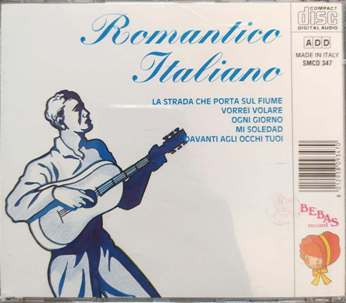 Romantico
Italiano
LA STRADA CHE PORTA SUL FIUME
VORREI VOLARE
OGNI GIORNO
MI SOLEDAD
DAVANTI AGLI OCCHI TUOI
COMPACT
disc
DIGITAL AUDIO
ADD
MADE IN ITALY
SMCD 347
BEBAS